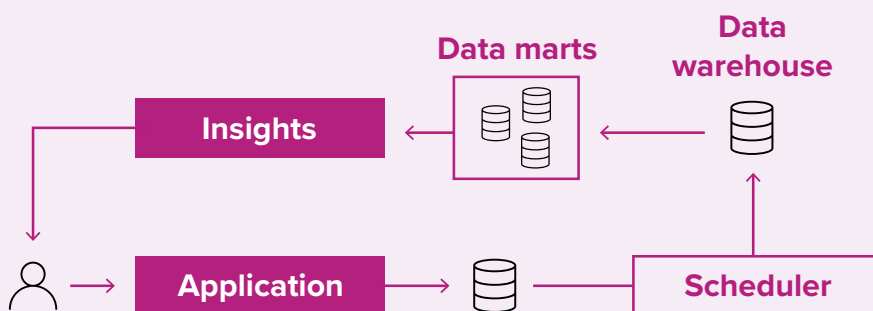 Data
warehouse
Data marts
Insights
Application
Scheduler